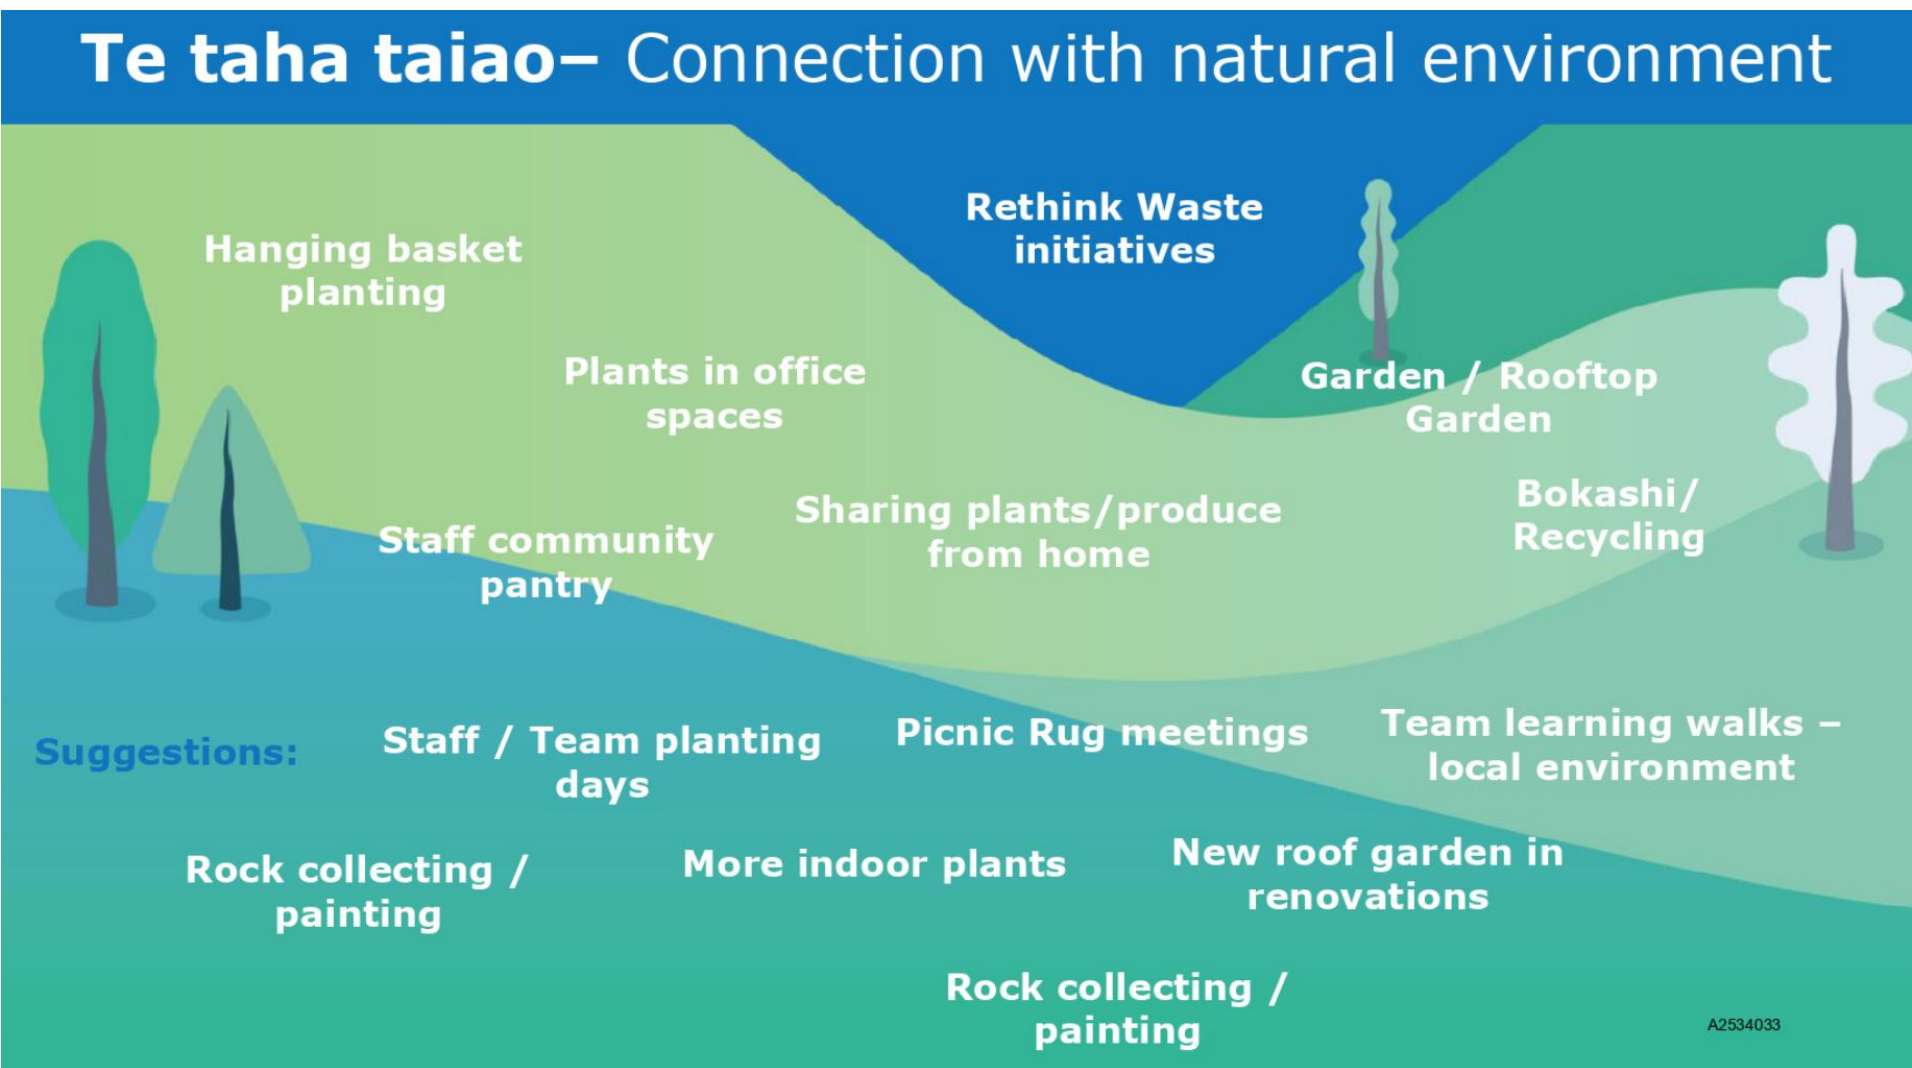 Te taha taiao– Connection with natural environment
Rethink Waste
initiatives
Hanging basket
planting
Plants in office
spaces
Garden / Rooftop
Garden
Sharing plants/produce
from home
Bokashi/
Recycling
Staff community
pantry
Suggestions:
Staff / Team planting
days
Picnic Rug meetings
Team learning walks –
local environment
Rock collecting /
painting
More indoor plants
New roof garden in
renovations
Rock collecting /
painting
A2534033